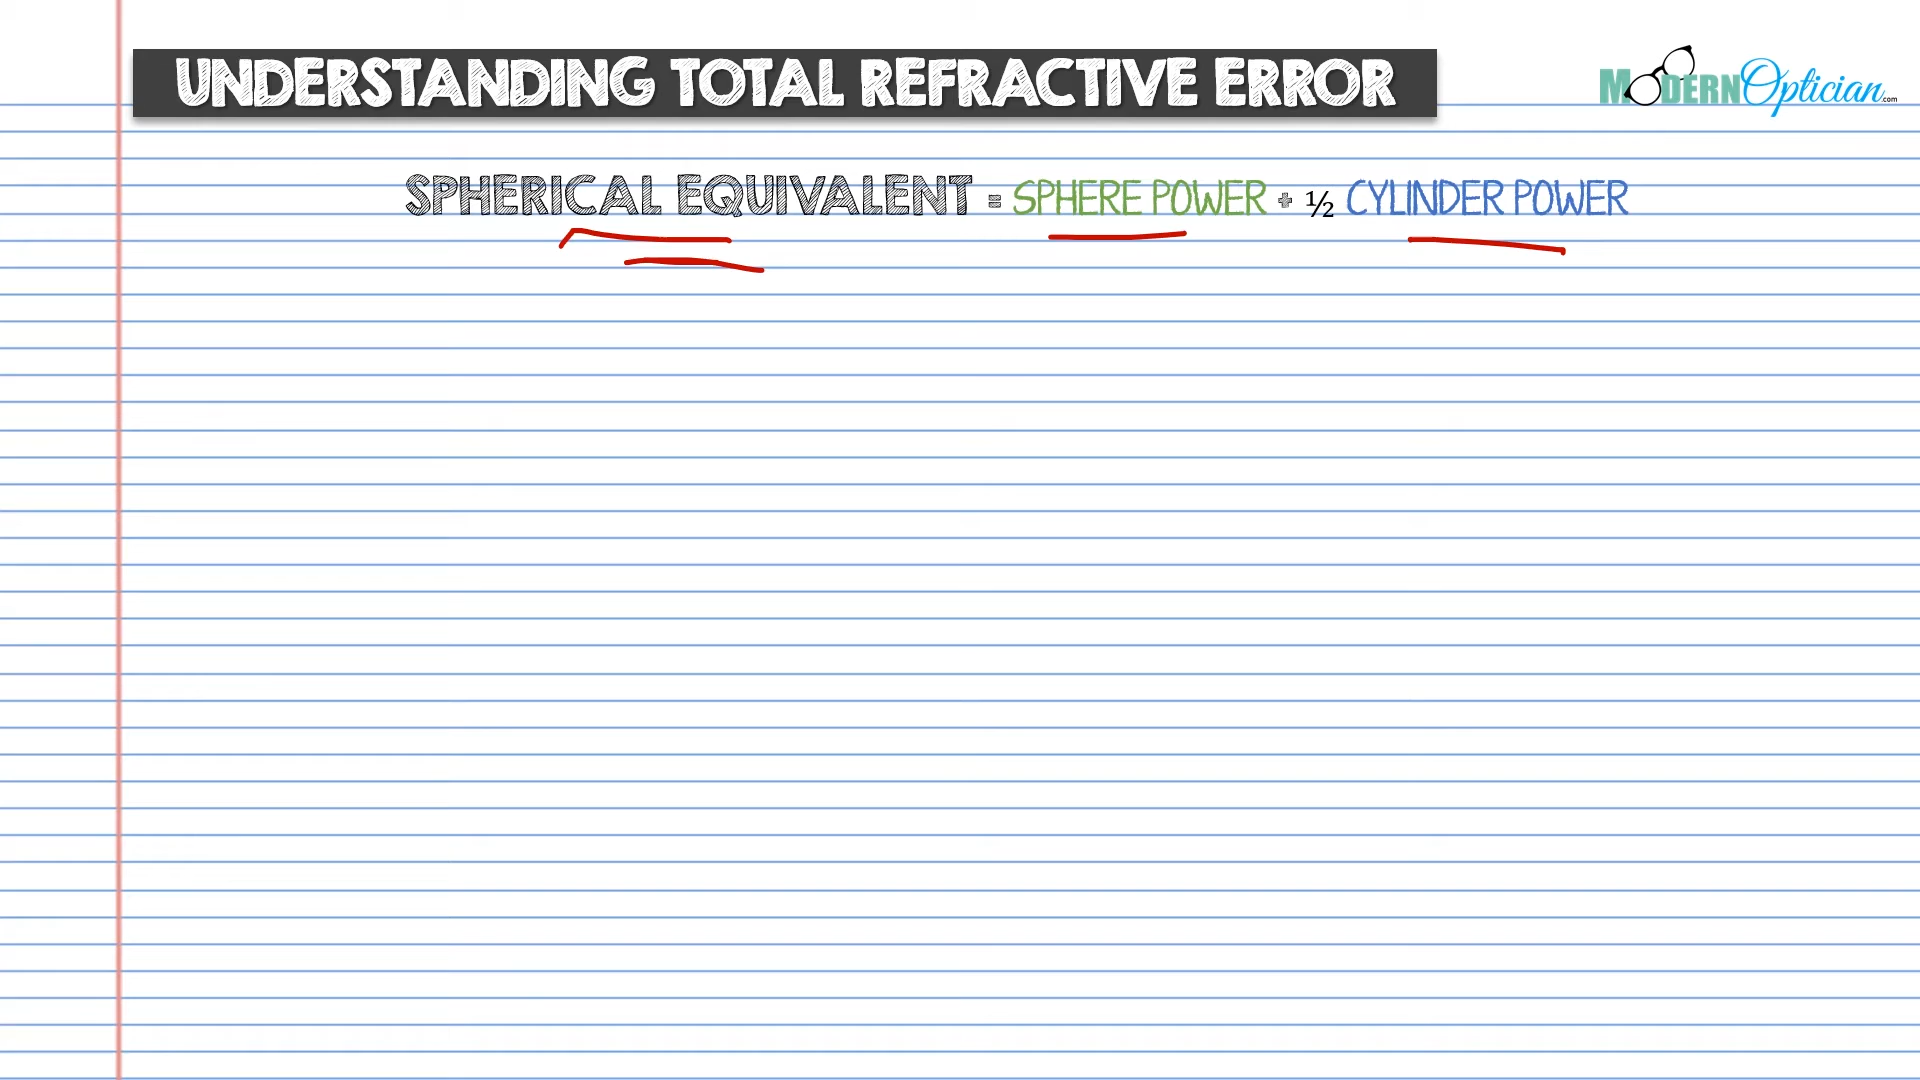 UNDERSTANDING TOTAL REFRACTIVE ERROR
MODERNOptician.com
SPHERICAL EQUIVALENT = SPHERE POWER + ½ CYLINDER POWER